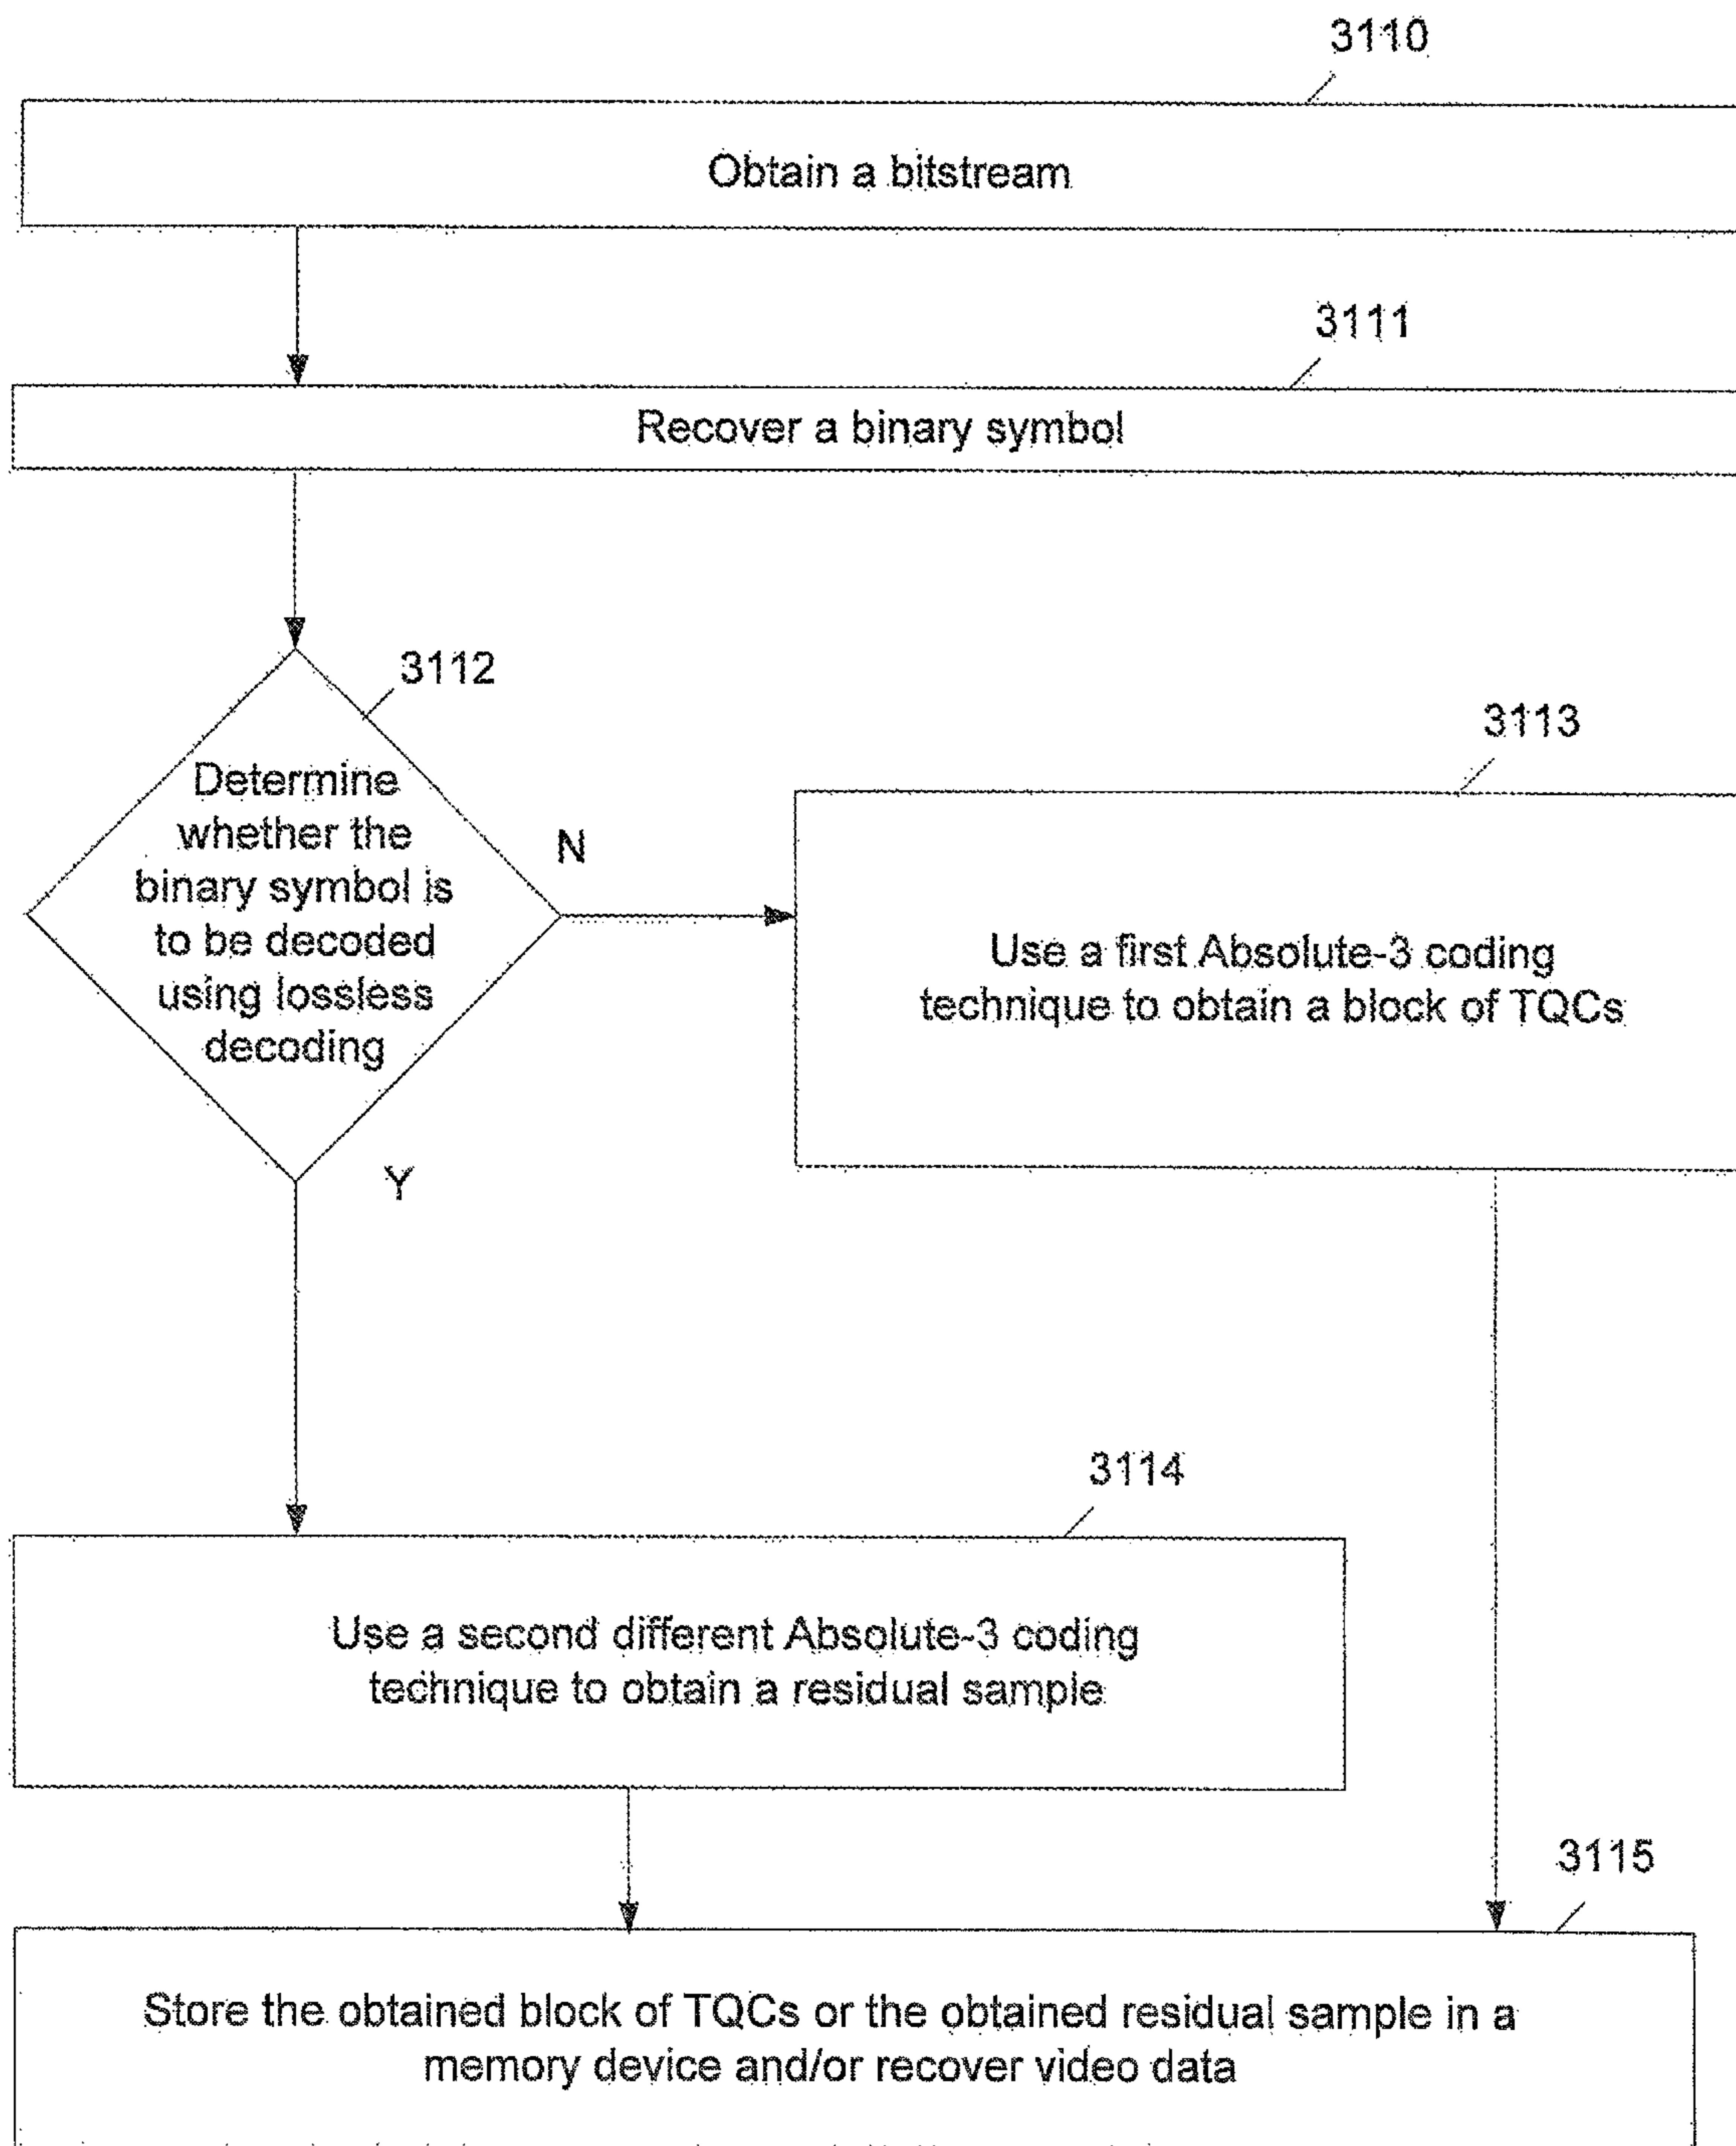 3110
Obtain a bitstream
3111
Recover a binary symbol
3112
Determine
whether the
binary symbol is
to be decoded
using lossless
decoding
N
Y
3113
Use a first Absolute-3 coding
technique to obtain a block of TQCs
3114
Use a second different Absolute-3 coding
technique to obtain a residual sample
3115
Store the obtained block of TQCs or the obtained residual sample in a
memory device and/or recover video data